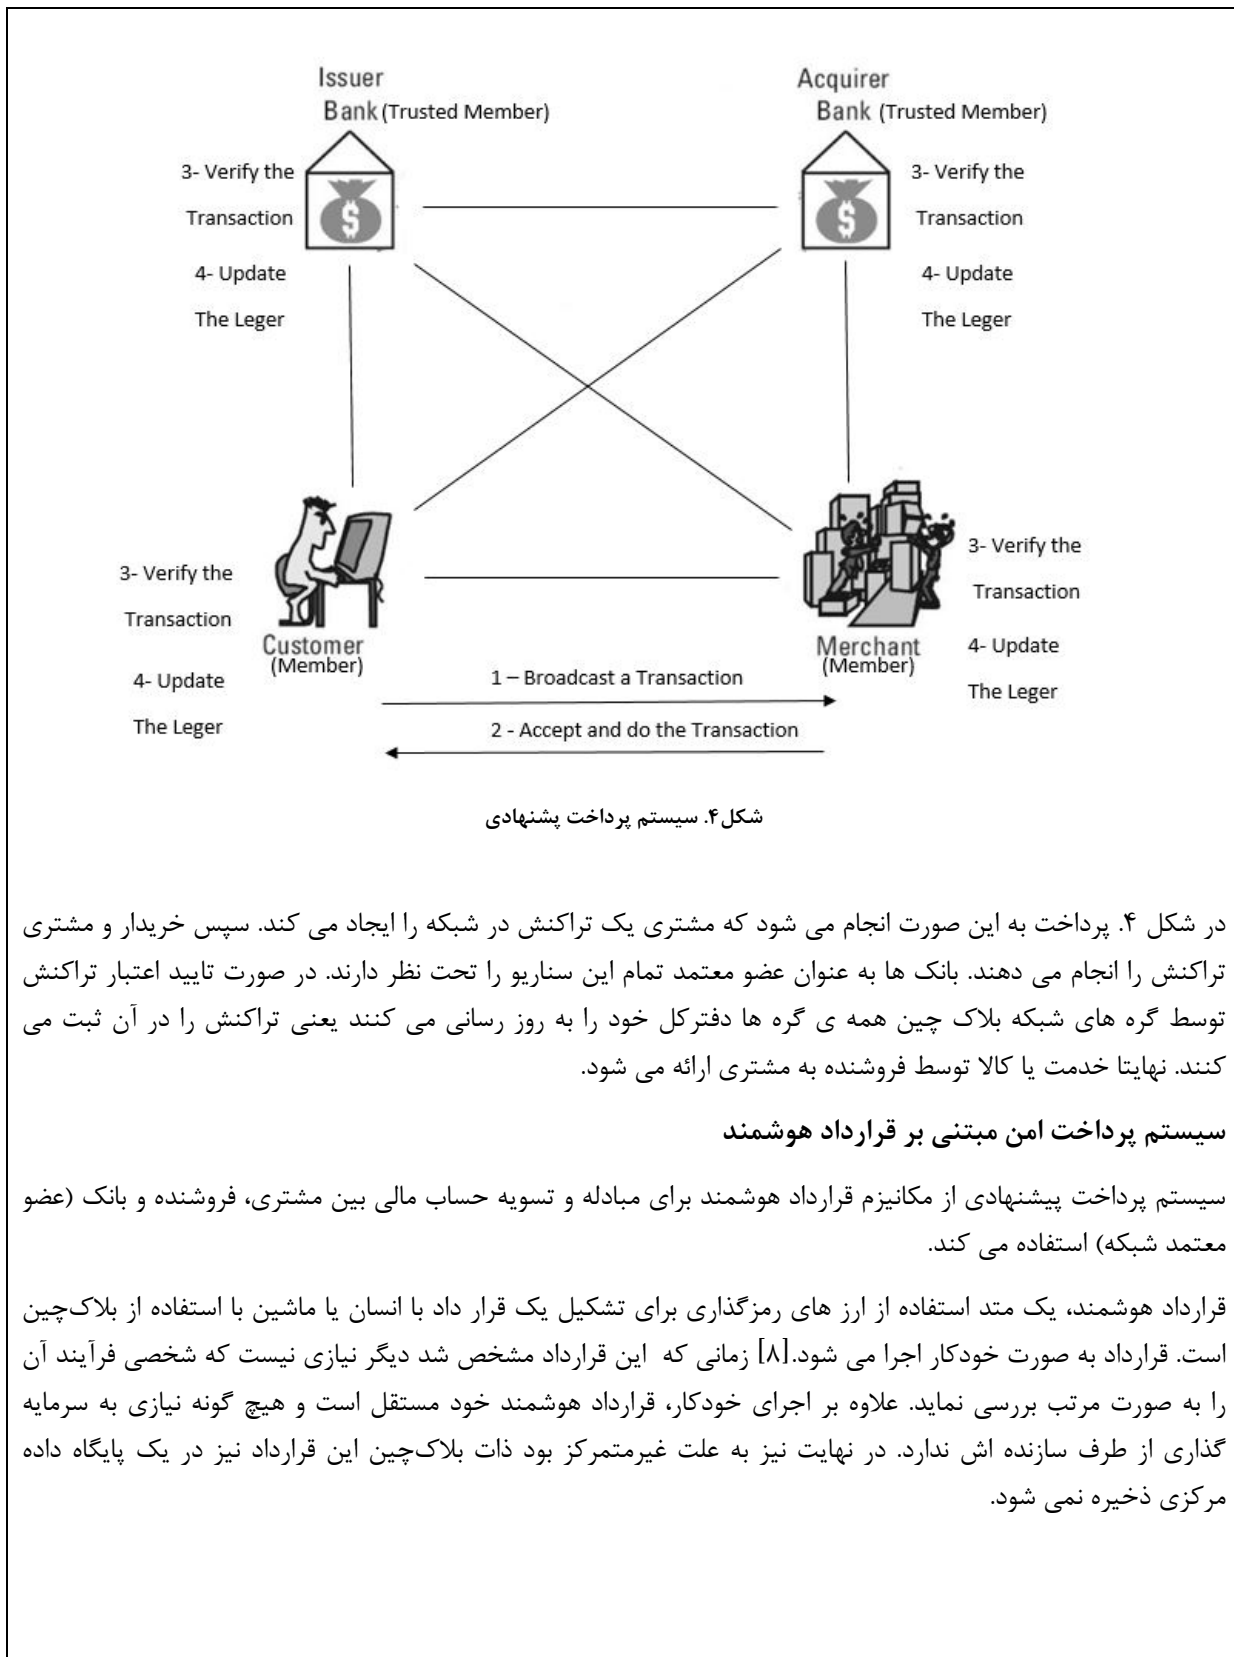 Issuer
Bank (Trusted Member)
Acquirer
Bank (Trusted Member)
3- Verify the
Transaction
4- Update
The Leger
3- Verify the
Transaction
4- Update
The Leger
3- Verify the
Transaction
4- Update
The Leger
Customer
(Member)
Merchant
(Member)
3- Verify the
Transaction
4- Update
The Leger
1 – Broadcast a Transaction
2 - Accept and do the Transaction
شکل۴. سیستم پرداخت پشنهادی
در شکل ۴. پرداخت به این صورت انجام می شود که مشتری یک تراکنش در شبکه را ایجاد می کند. سپس خریدار و مشتری
تراکنش را انجام می دهند. بانک ها به عنوان عضو معتمد تمام این سناریو را تحت نظر دارند. در صورت تایید اعتبار تراکنش
توسط گره های شبکه بلاک چین همه ی گره ها دفترکل خود را به روز رسانی می کنند یعنی تراکنش را در آن ثبت می
کنند. نهایتا خدمت یا کالا توسط فروشنده به مشتری ارائه می شود.
سیستم پرداخت امن مبتنی بر قرارداد هوشمند
سیستم پرداخت پیشنهادی از مکانیزم قرارداد هوشمند برای مبادله و تسویه حساب مالی بین مشتری، فروشنده و بانک (عضو
معتمد شبکه) استفاده می کند.
قرارداد هوشمند، یک متد استفاده از ارز های رمزگذاری برای تشکیل یک قرار داد با انسان یا ماشین با استفاده از بلاک‌چین
است. قرارداد به صورت خودکار اجرا می شود.[۸] زمانی که این قرارداد مشخص شد دیگر نیازی نیست که شخصی فرآیند آن
را به صورت مرتب بررسی نماید. علاوه بر اجرای خودکار، قرارداد هوشمند خود مستقل است و هیچ گونه نیازی به سرمایه
گذاری از طرف سازنده اش ندارد. در نهایت نیز به علت غیرمتمرکز بود ذات بلاک‌چین این قرارداد نیز در یک پایگاه داده
مرکزی ذخیره نمی شود.